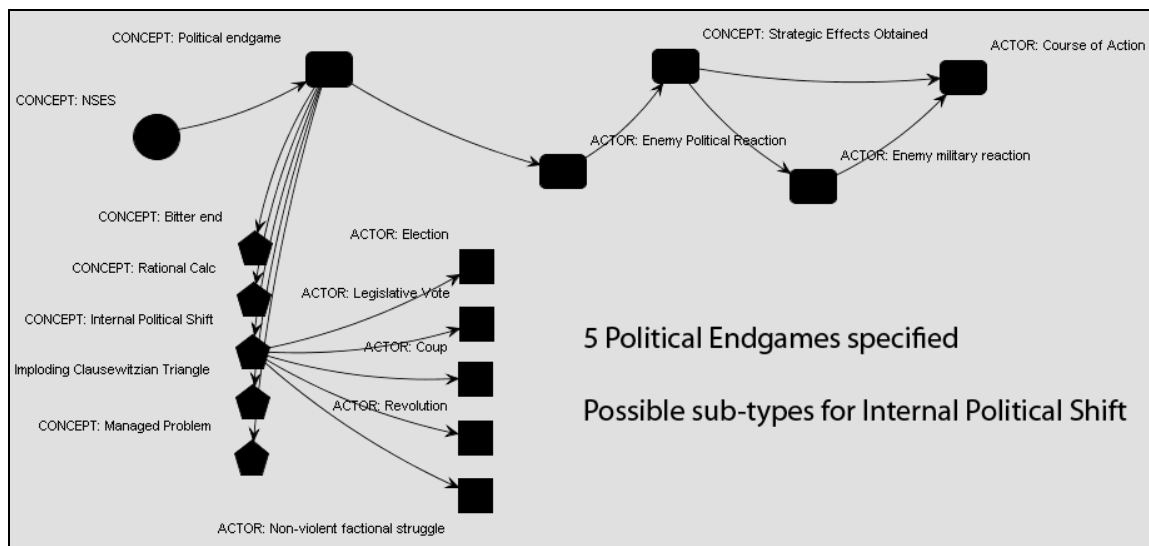 CONCEPT: Political endgame
CONCEPT: Strategic Effects Obtained
ACTOR: Course of Action
CONCEPT: NSES
ACTOR: Enemy Political Reaction
ACTOR: Enemy military reaction
CONCEPT: Bitter end
ACTOR: Election
CONCEPT: Rational Calc
ACTOR: Legislative Vote
CONCEPT: Internal Political Shift
ACTOR: Coup
Imploding Clausewitzian Triangle
ACTOR: Revolution
CONCEPT: Managed Problem
ACTOR: Non-violent factional struggle
5 Political Endgames specified
Possible sub-types for Internal Political Shift